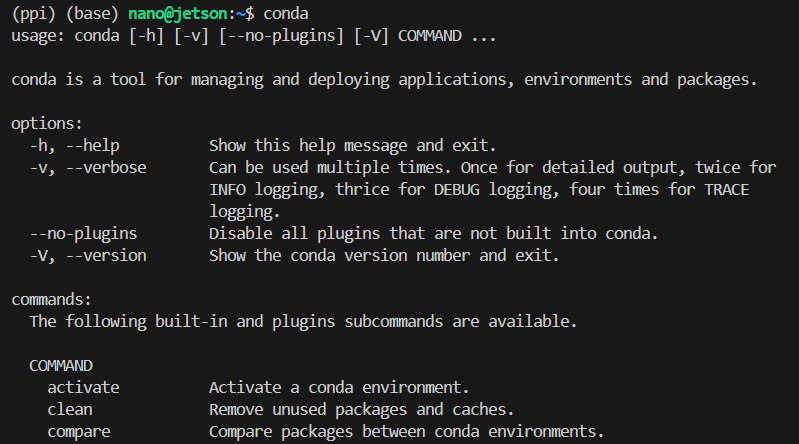 (ppi) (base) nano@jetson:~$ conda
usage: conda [-h] [-v] [--no-plugins] [-V] COMMAND ...
conda is a tool for managing and deploying applications, environments and packages.
options:
-h, --help Show this help message and exit.
-v, --verbose Can be used multiple times. Once for detailed output, twice for
INFO logging, thrice for DEBUG logging, four times for TRACE
logging.
--no-plugins Disable all plugins that are not built into conda.
-V, --version Show the conda version number and exit.
commands:
The following built-in and plugins subcommands are available.
COMMAND
activate Activate a conda environment.
clean Remove unused packages and caches.
compare Compare packages between conda environments.